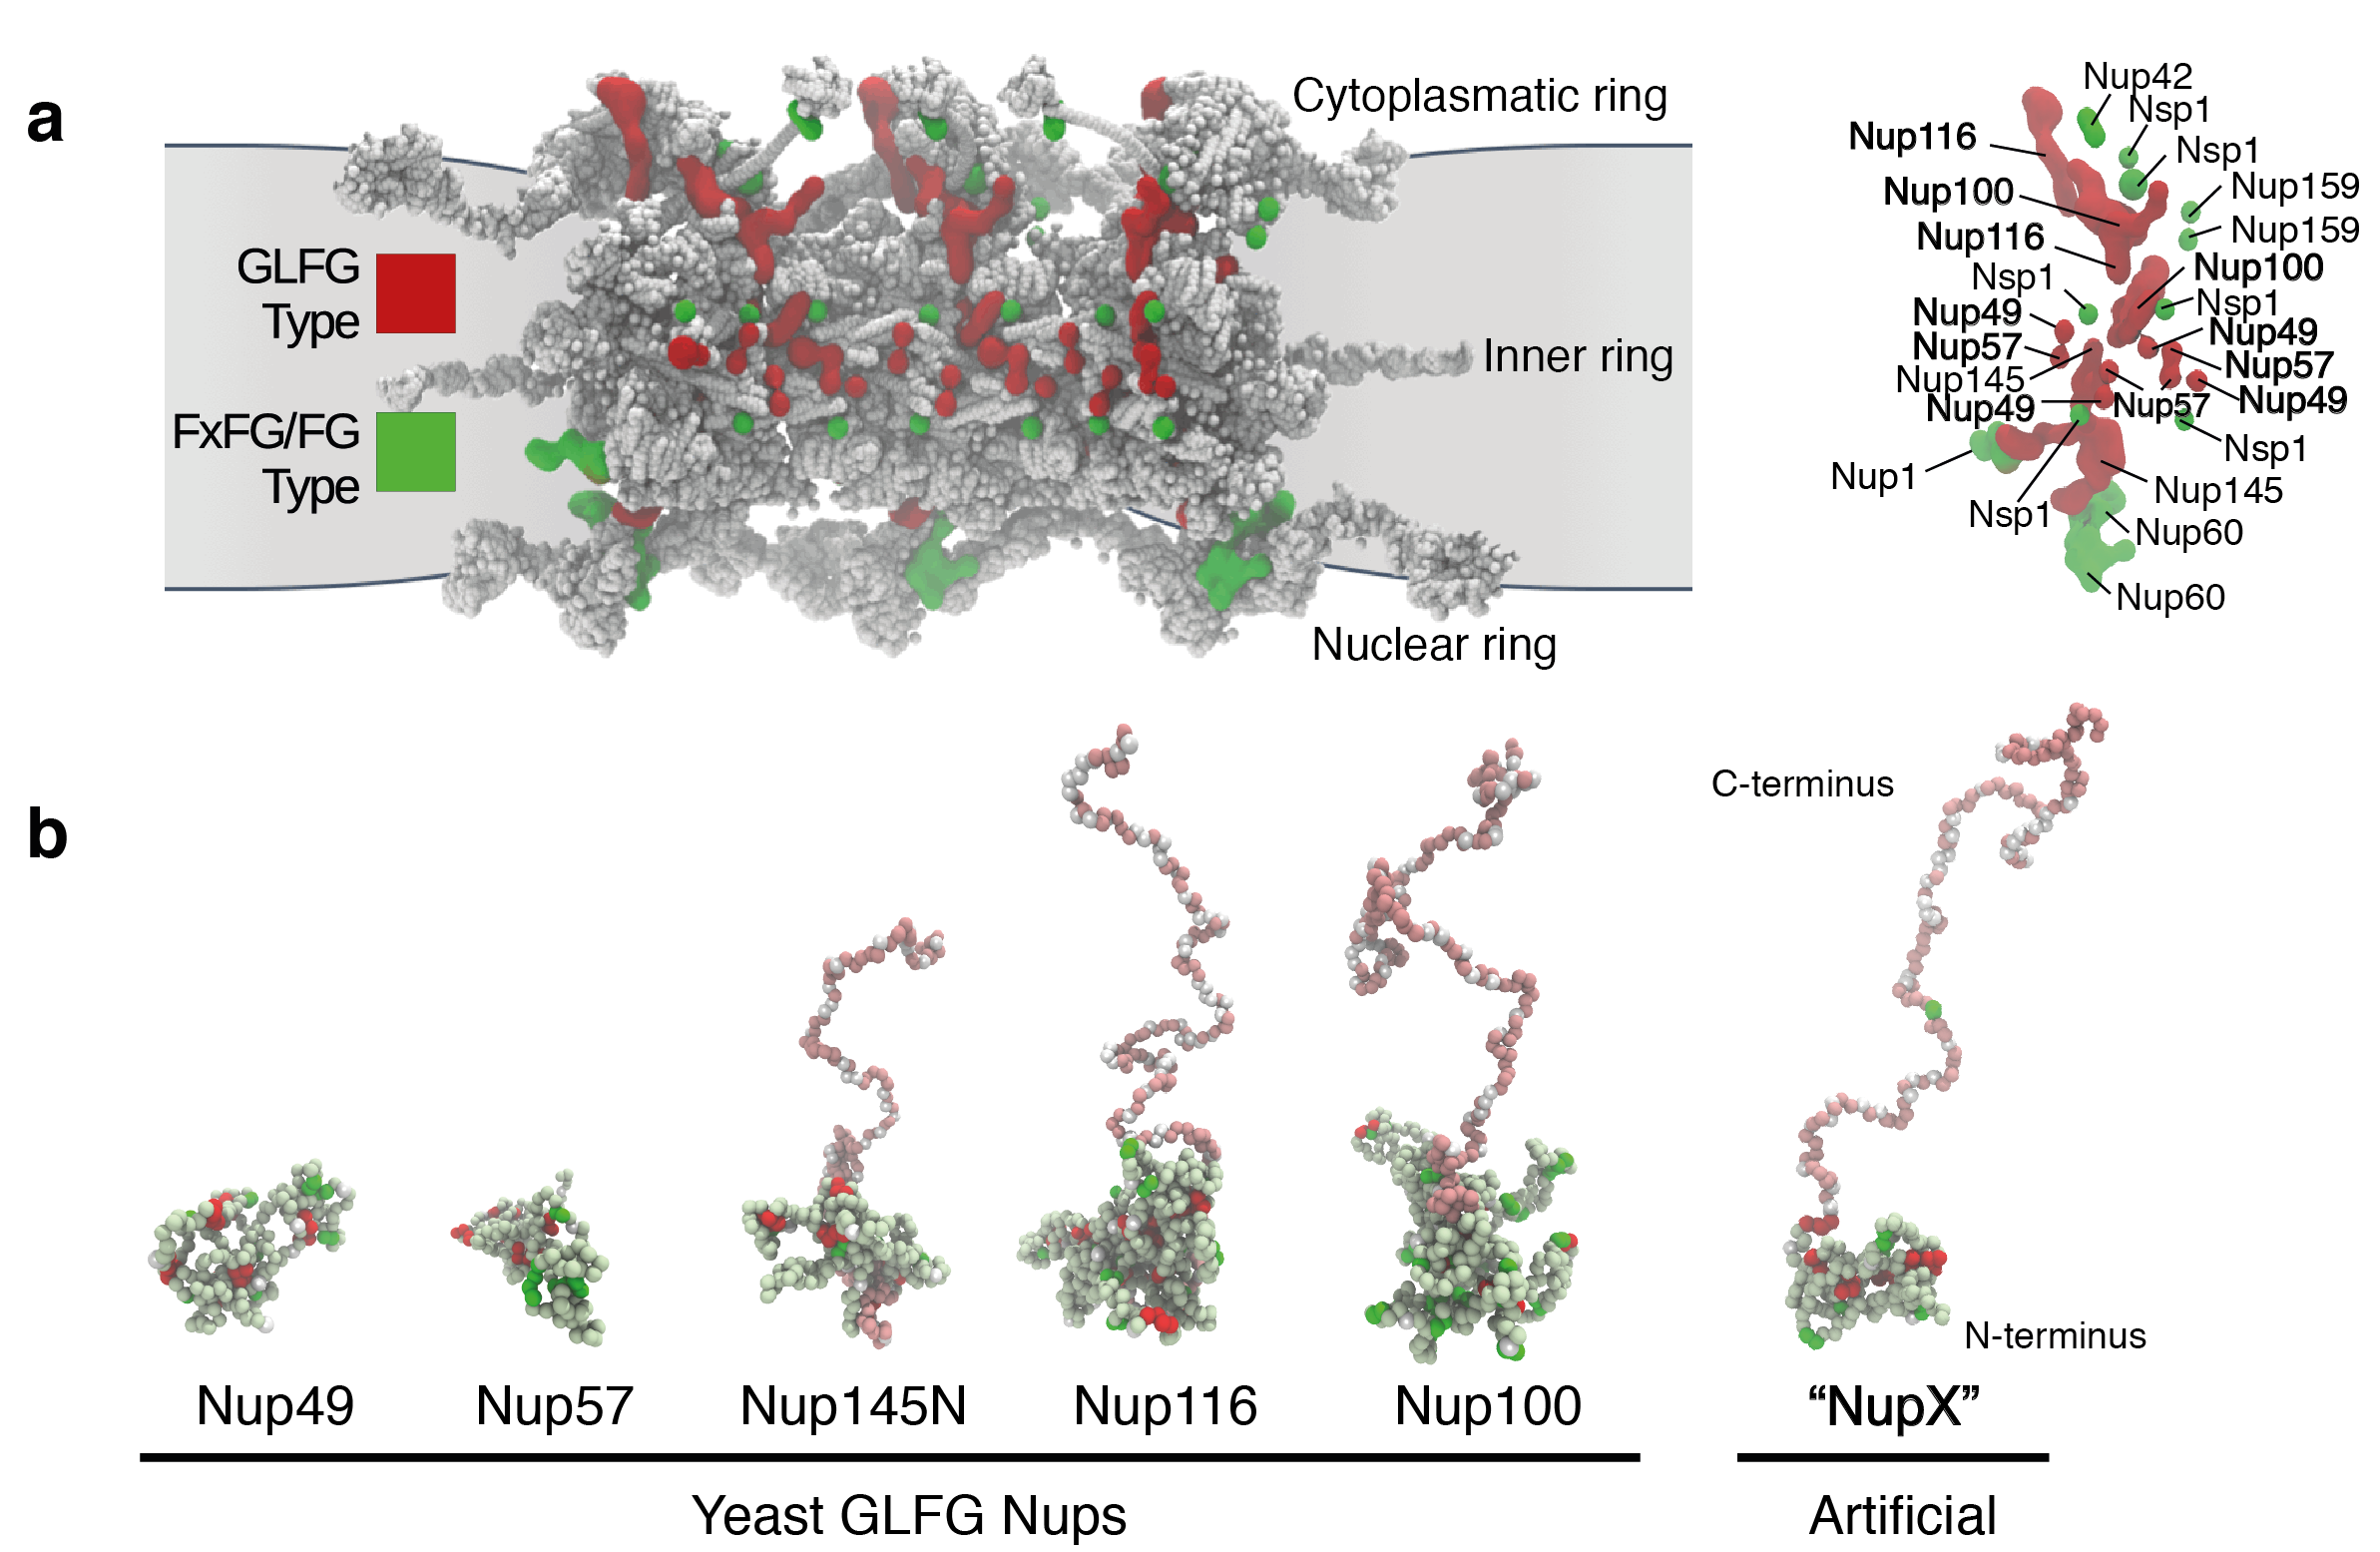 a
Cytoplasmatic ring
GLFG
Type
FxFG/FG
Type
Inner ring
Nuclear ring
Nup42
Nsp1
Nup116
Nsp1
Nup100
Nup159
Nup116
Nup159
Nsp1
Nup100
Nup49
Nsp1
Nup57
Nup49
Nup145
Nup57
Nup49
Nup57
Nup49
Nup1
Nsp1
Nsp1
Nup145
Nup60
Nup60
b
C-terminus
N-terminus
Nup49
Nup57
Nup145N
Nup116
Nup100
“NupX”
Yeast GLFG Nups
Artificial